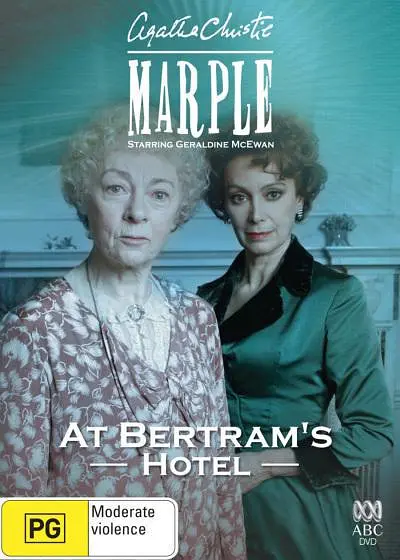 Agatha Christie
MARPLE
STARRING GERALDINE McEWAN
AT BERTRAM'S
HOTEL
PG
Moderate
violence
ABC
DVD